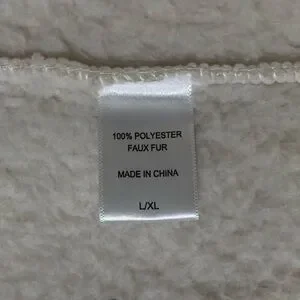 100% POLYESTER
FAUX FUR
MADE IN CHINA
L/XL